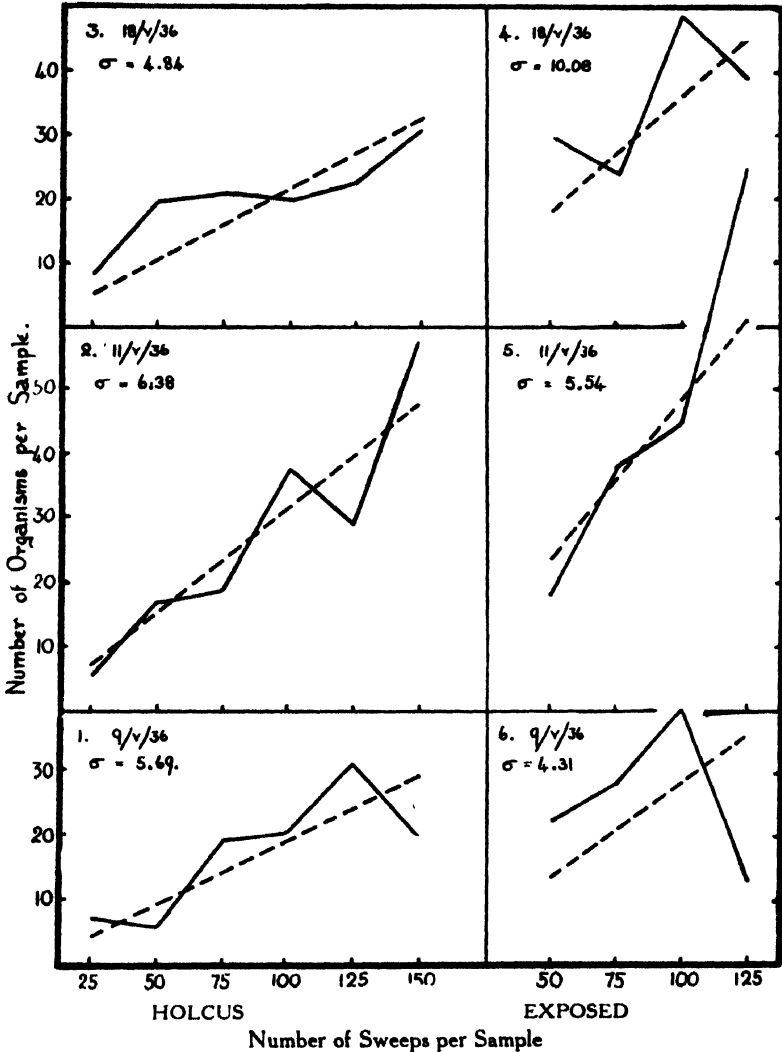 3. 18/v/36
σ = 4.84
4. 18/v/36
σ = 10.08
40
30
20
10
2. 11/v/36
σ = 6.38
5. 11/v/36
σ = 5.54
50
40
30
20
10
1. 9/v/36
σ = 5.69.
6. 9/v/36
σ = 4.31
30
20
10
Number of Organisms per Sample.
25 50 75 100 125 150 50 75 100 125
HOLCUS EXPOSED
Number of Sweeps per Sample